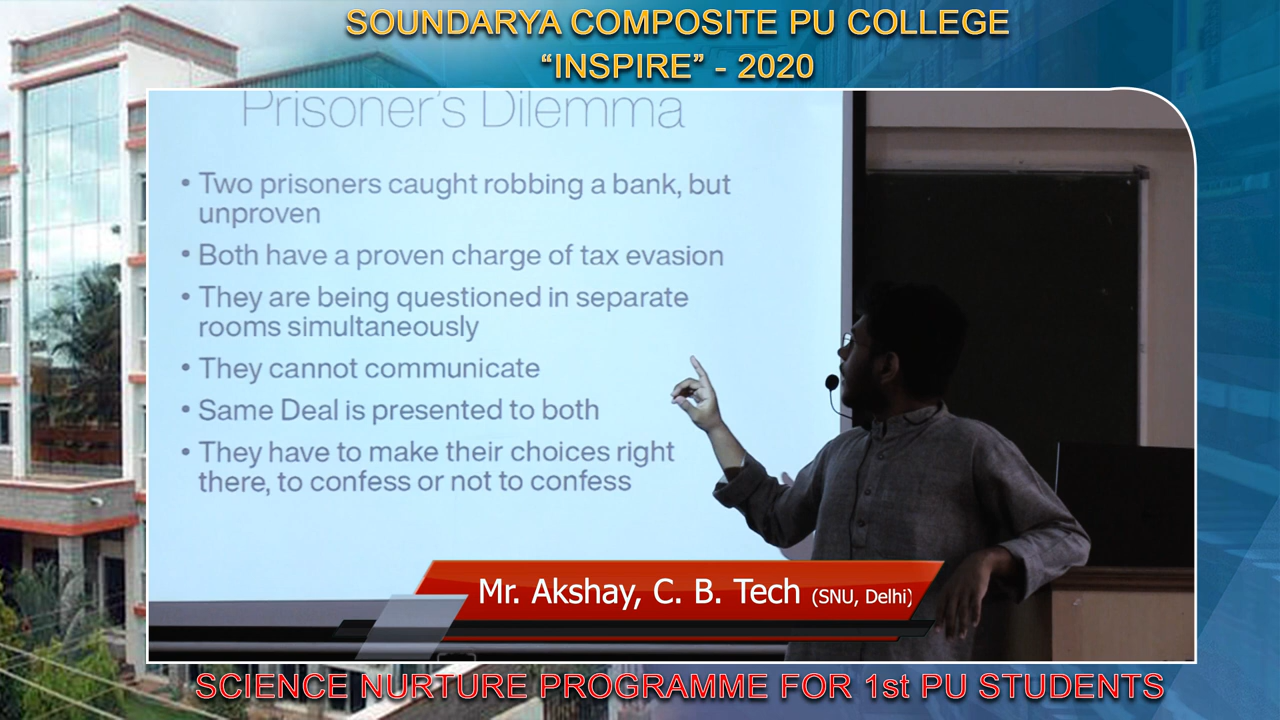 SOUNDARYA COMPOSITE PU COLLEGE
“INSPIRE” - 2020
Prisoner's Dilemma
• Two prisoners caught robbing a bank, but
unproven
• Both have a proven charge of tax evasion
• They are being questioned in separate
rooms simultaneously
• They cannot communicate
• Same Deal is presented to both
• They have to make their choices right
there, to confess or not to confess
Mr. Akshay, C. B. Tech (SNU, Delhi)
SCIENCE NURTURE PROGRAMME FOR 1st PU STUDENTS